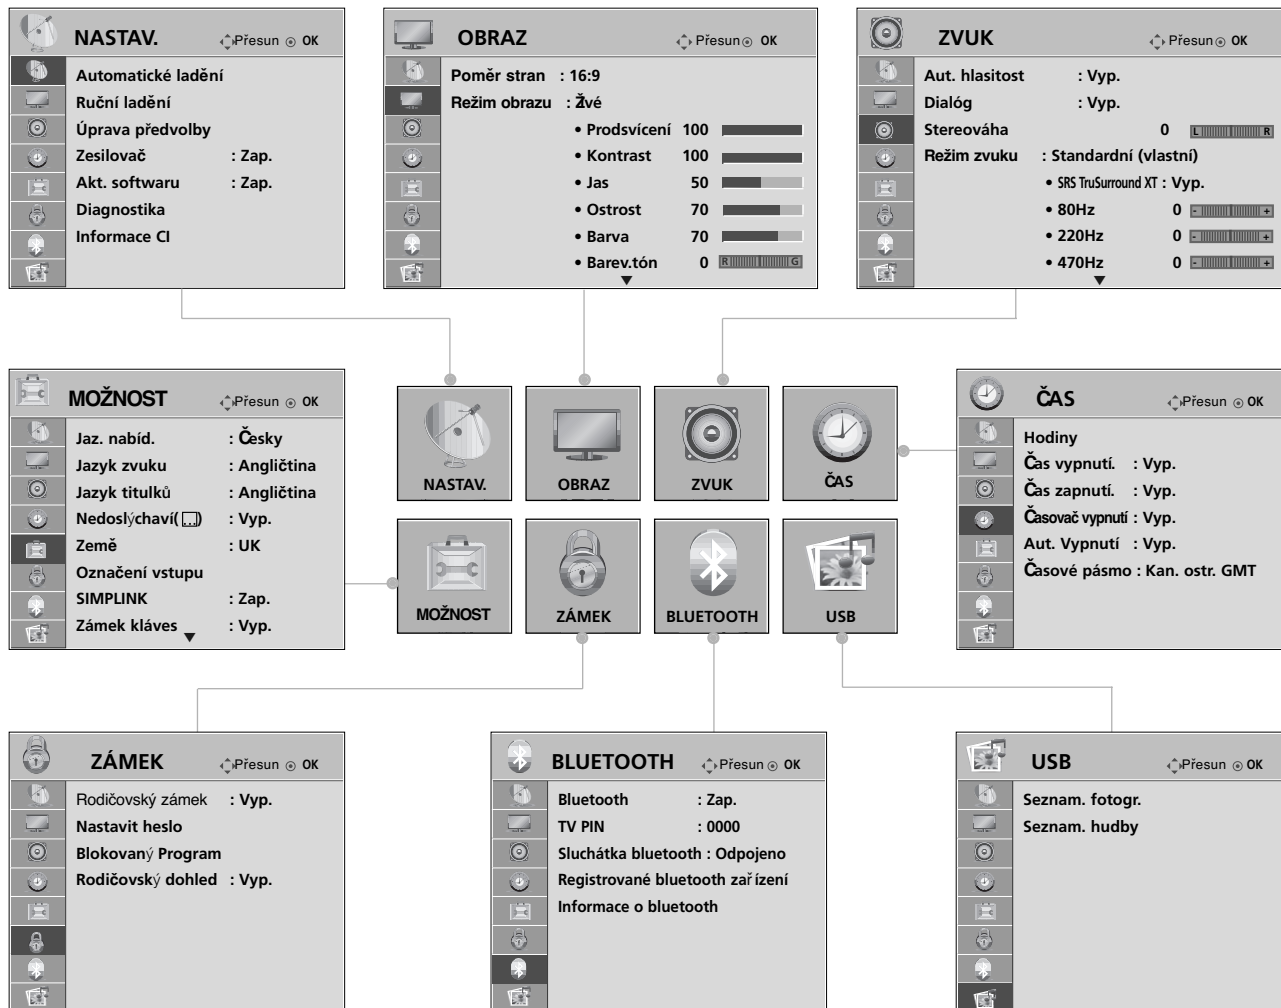 NASTAV. Přesun OK
Automatické ladění
Ruční ladění
Úprava předvolby
Zesilovač : Zap.
Akt. softwaru : Zap.
Diagnostika
Informace CI
OBRAZ Přesun OK
Poměr stran : 16:9
Režim obrazu : Živé
• Prodsvícení 100
• Kontrast 100
• Jas 50
• Ostrost 70
• Barva 70
• Barev.tón 0 R G
ZVUK Přesun OK
Aut. hlasitost : Vyp.
Dialóg : Vyp.
Stereováha 0 L R
Režim zvuku : Standardní (vlastní)
• SRS TruSurround XT : Vyp.
• 80Hz 0 - +
• 220Hz 0 - +
• 470Hz 0 - +
MOŽNOST Přesun OK
Jaz. nabíd. : Česky
Jazyk zvuku : Angličtina
Jazyk titulků : Angličtina
Nedoslýchaví( ) : Vyp.
Země : UK
Označení vstupu
SIMPLINK : Zap.
Zámek kláves : Vyp.
NASTAV.
OBRAZ
ZVUK
ČAS
MOŽNOST
ZÁMEK
BLUETOOTH
USB
ČAS Přesun OK
Hodiny
Čas vypnutí. : Vyp.
Čas zapnutí. : Vyp.
Časovač vypnutí : Vyp.
Aut. Vypnutí : Vyp.
Časové pásmo : Kan. ostr. GMT
ZÁMEK Přesun OK
Rodičovský zámek : Vyp.
Nastavit heslo
Blokovaný Program
Rodičovský dohled : Vyp.
BLUETOOTH Přesun OK
Bluetooth : Zap.
TV PIN : 0000
Sluchátka bluetooth : Odpojeno
Registrované bluetooth zařízení
Informace o bluetooth
USB Přesun OK
Seznam. fotogr.
Seznam. hudby